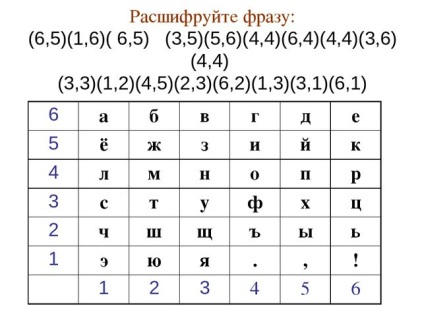 Расшифруйте фразу:
(6,5)(1,6)( 6,5) (3,5)(5,6)(4,4)(6,4)(4,4)(3,6)
(4,4)
(3,3)(1,2)(4,5)(2,3)(6,2)(1,3)(3,1)(6,1)
6 а б в г д е
5 ё ж з и й к
4 л м н о п р
3 с т у ф х ц
2 ч ш щ ъ ы ь
1 э ю я . , !
1 2 3 4 5 6